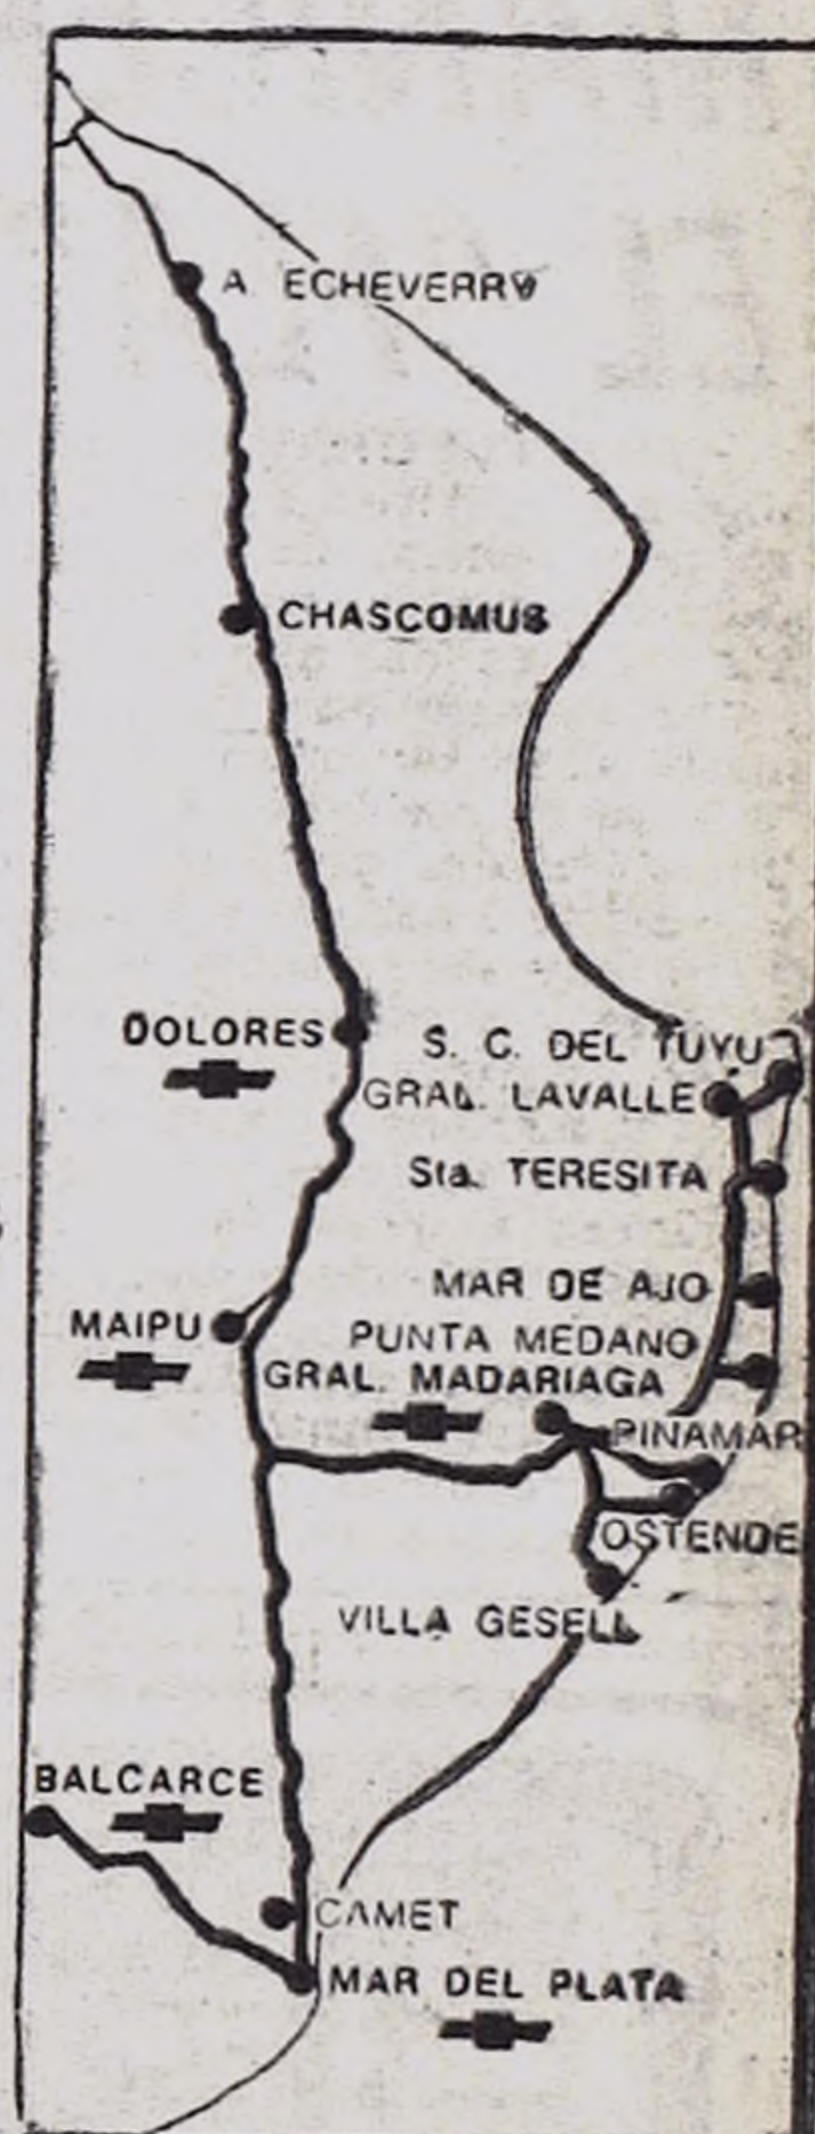 A. ECHEVERRY
CHASCOMUS
DOLORES
S. C. DEL TUYU
GRAL. LAVALLE
Sta. TERESITA
MAR DE AJO
MAIPU
PUNTA MEDANO
GRAL. MADARIAGA
PINAMAR
OSTENDE
VILLA GESELL
BALCARCE
CAMET
MAR DEL PLATA